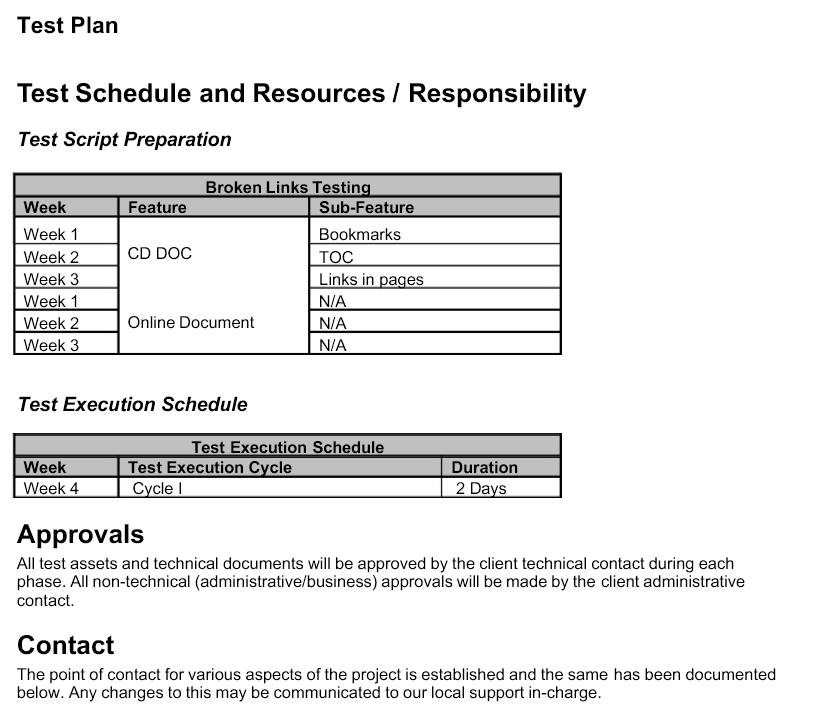 Test Plan
Test Schedule and Resources / Responsibility
Test Script Preparation
Broken Links Testing
Week Feature Sub-Feature
Week 1 CD DOC Bookmarks
Week 2 TOC
Week 3 Links in pages
Week 1 Online Document N/A
Week 2 N/A
Week 3 N/A
Test Execution Schedule
Test Execution Schedule
Week Test Execution Cycle Duration
Week 4 Cycle I 2 Days
Approvals
All test assets and technical documents will be approved by the client technical contact during each
phase. All non-technical (administrative/business) approvals will be made by the client administrative
contact.
Contact
The point of contact for various aspects of the project is established and the same has been documented
below. Any changes to this may be communicated to our local support in-charge.